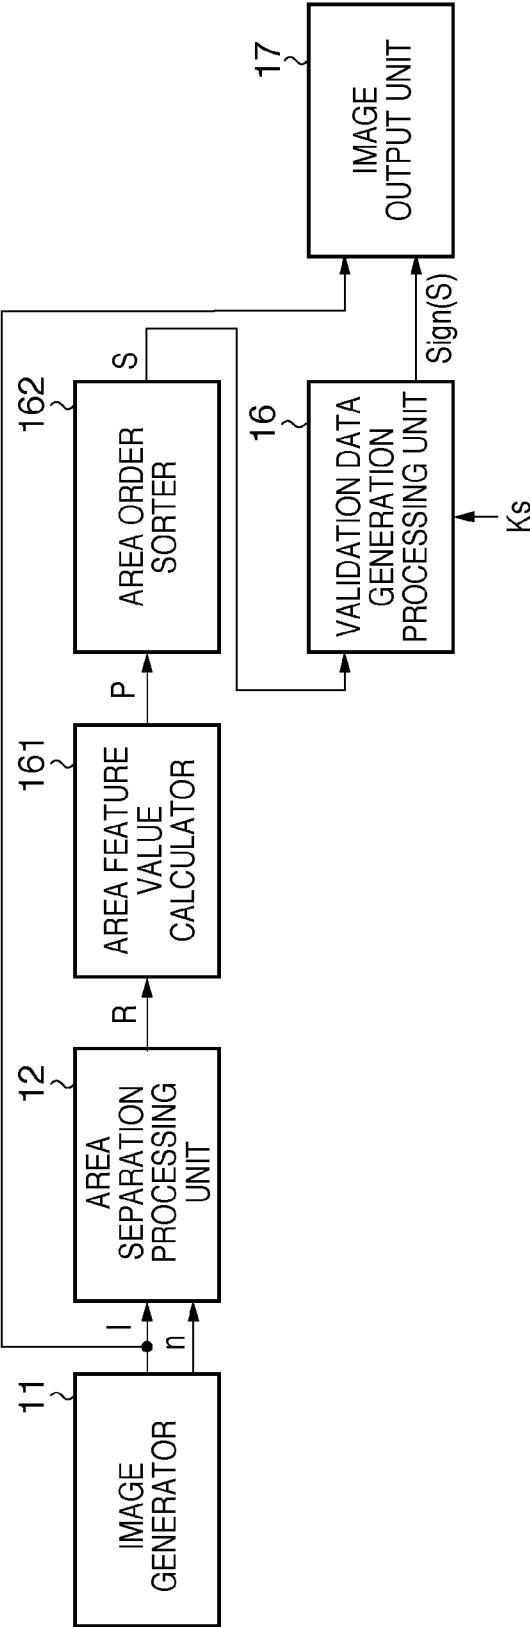 11
IMAGE
GENERATOR
I
n
12
AREA
SEPARATION
PROCESSING
UNIT
R
161
AREA FEATURE
VALUE
CALCULATOR
P
162
AREA ORDER
SORTER
S
16
VALIDATION DATA
GENERATION
PROCESSING UNIT
Ks
Sign(S)
17
IMAGE
OUTPUT UNIT